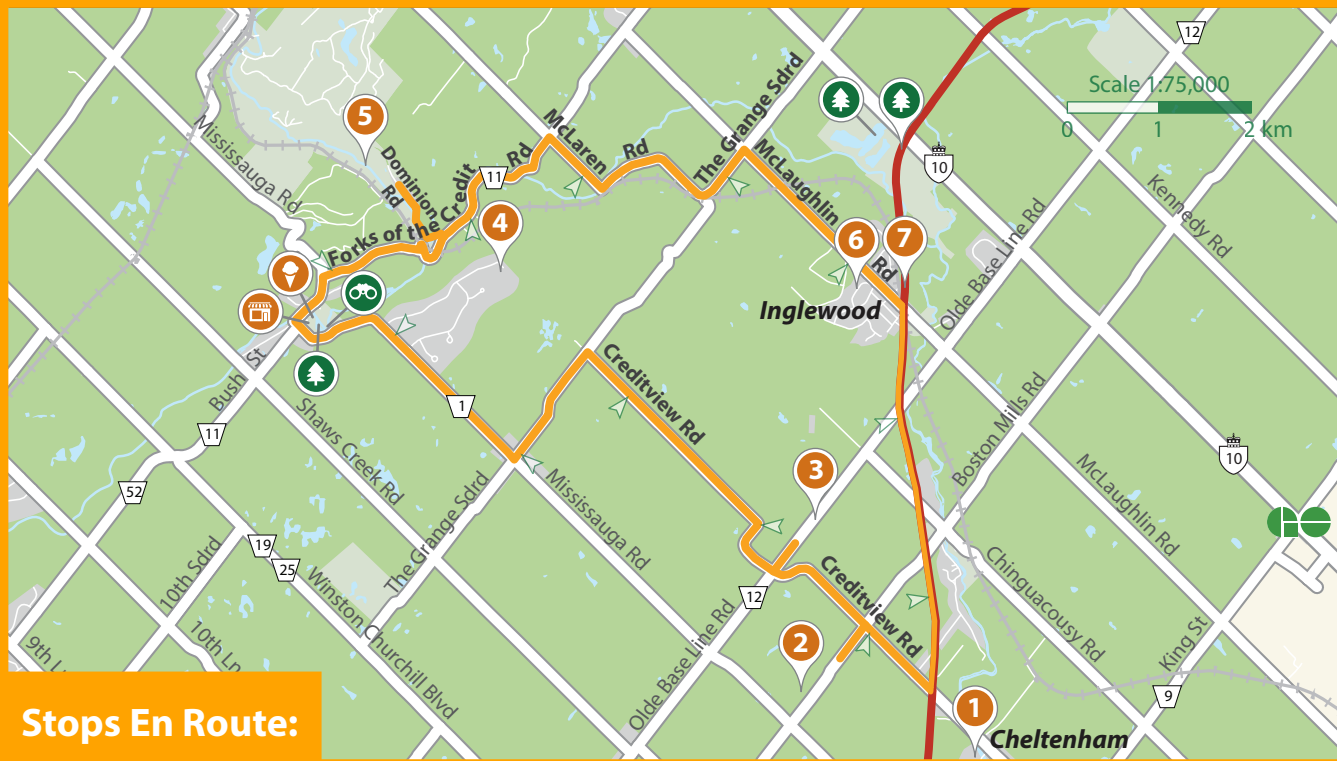 12
Scale 1:75,000
0 1 2 km
5
McLaren
Rd
The Grange Sdrd
Mississauga Rd
Dominion
Rd
Forks of the Credit
11
Rd
McLaughlin
Rd
10
Kennedy Rd
4
6
7
Inglewood
Olde Base Line Rd
Bush St
11
Shaws Creek Rd
1
Creditview Rd
Boston Mills Rd
10
52
The Grange Sdrd
Mississauga Rd
3
McLaughlin Rd
19
25
10th Sdrd
Winston Churchill Blvd
12
Creditview Rd
Chinguacousy Rd
King St
9
9th L
10th Ln
2
Olde Base Line Rd
1
Cheltenham
Stops En Route: